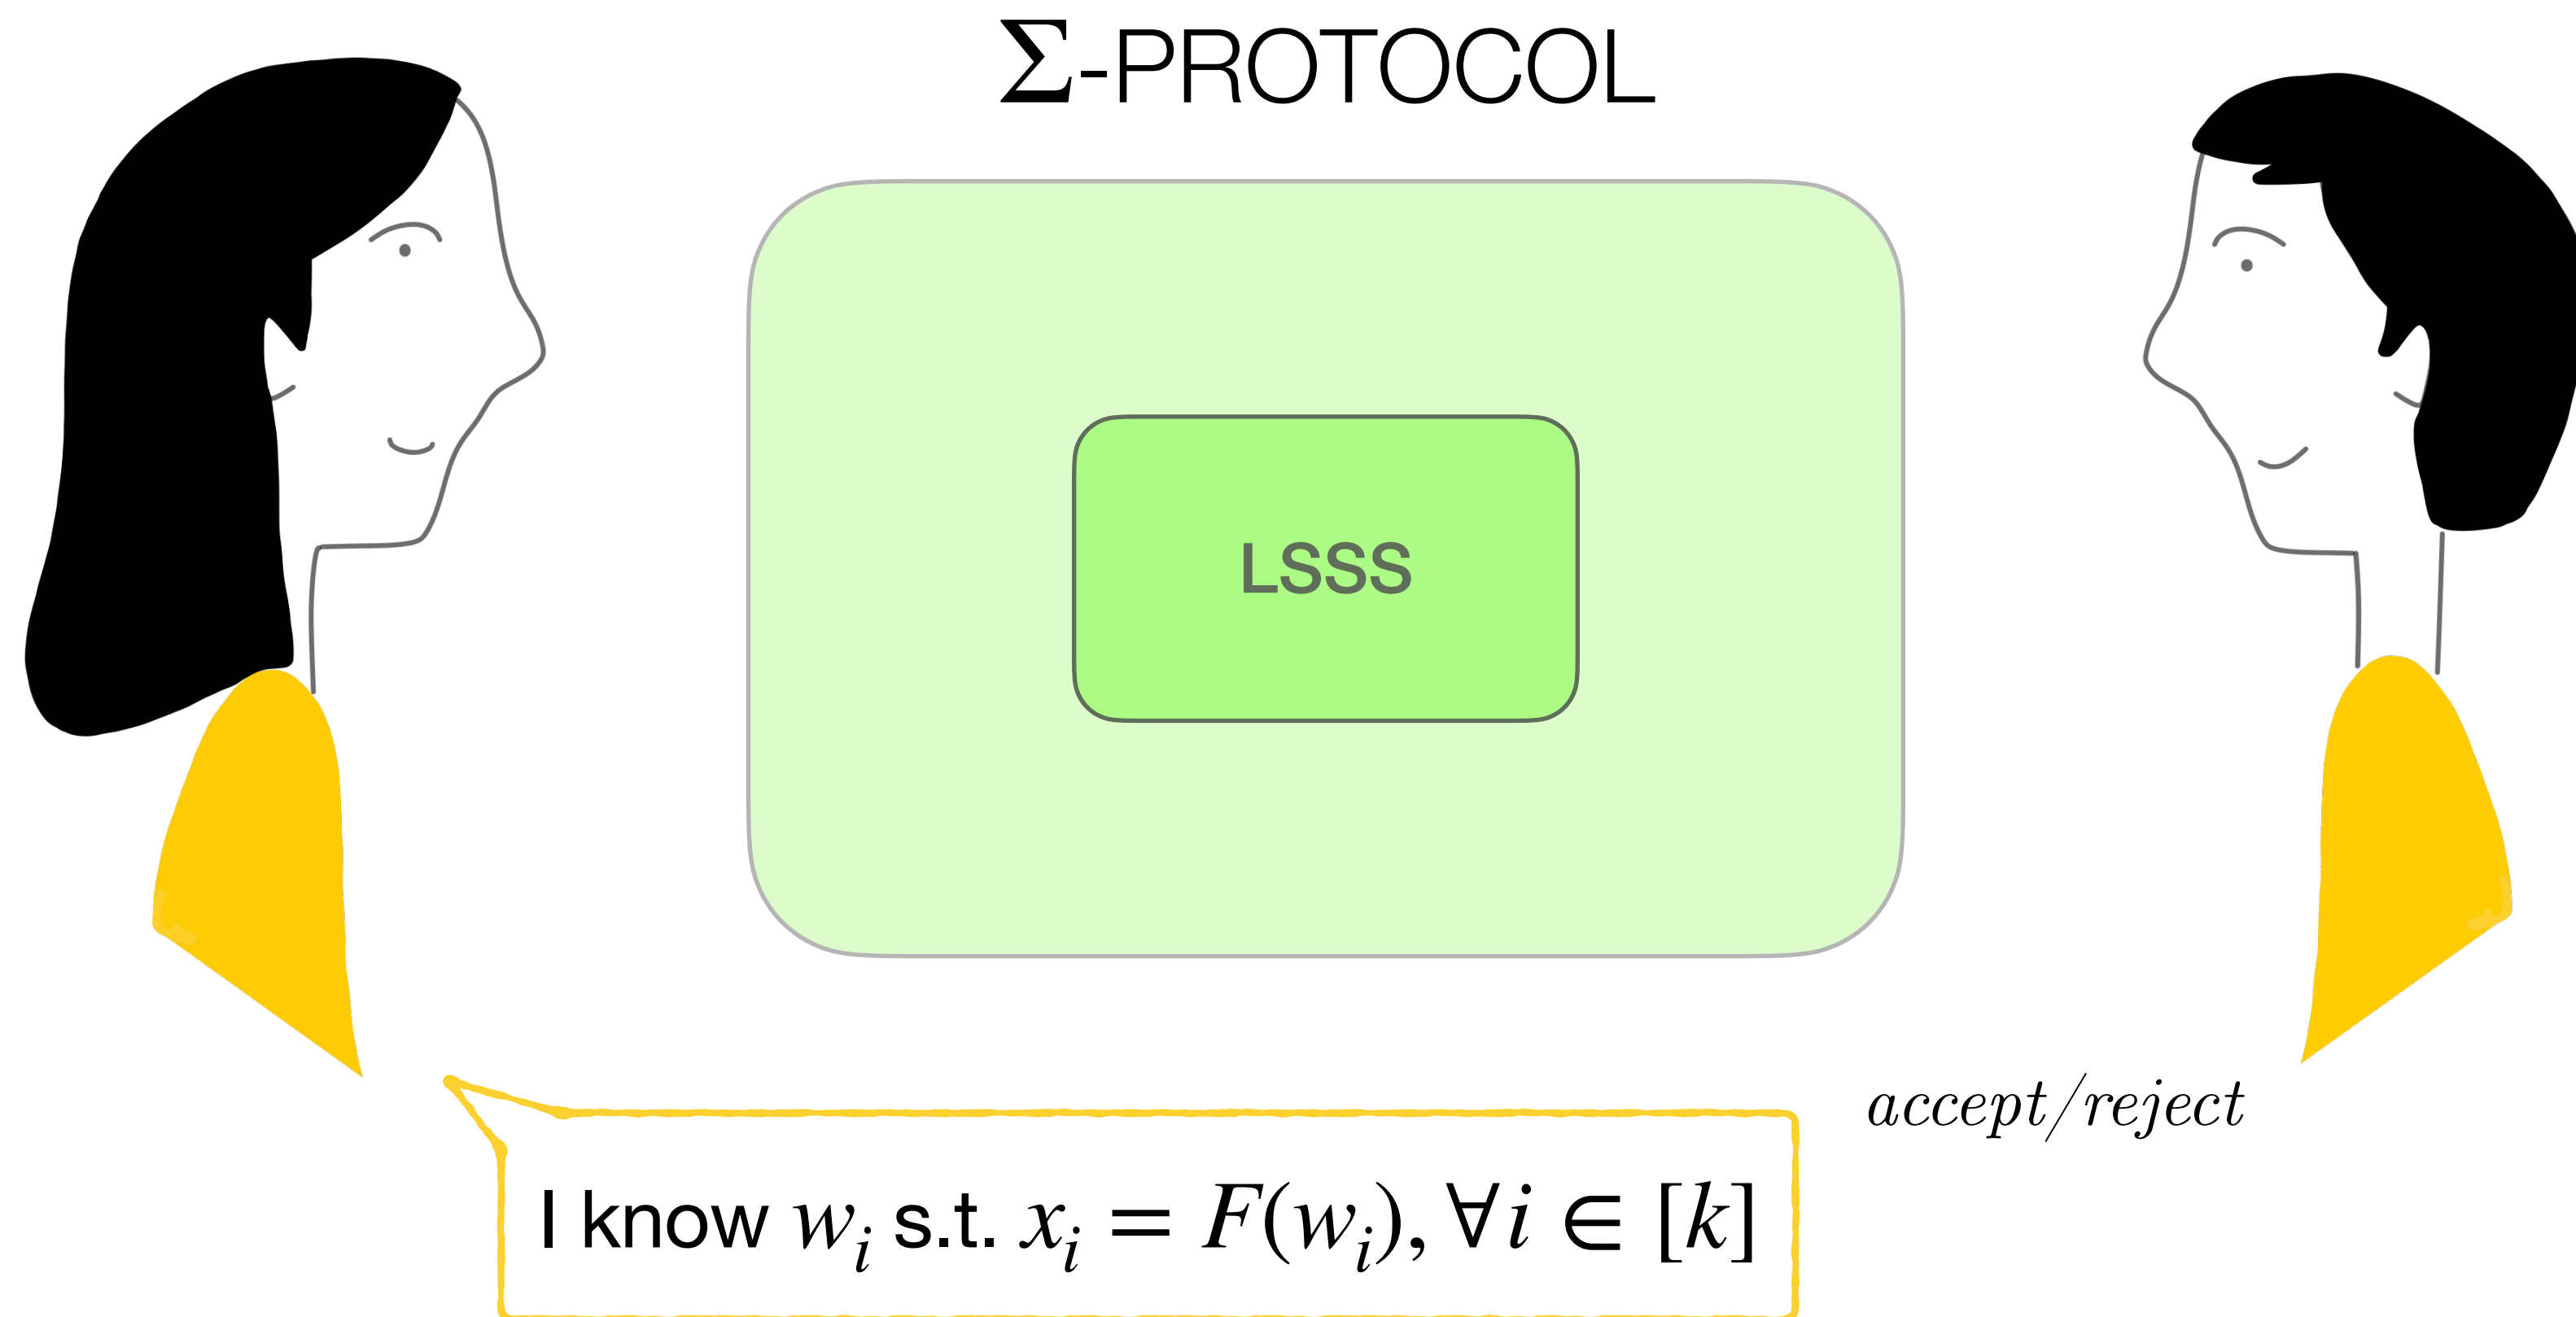 Σ-PROTOCOL
LSSS
accept/reject
I know wᵢ s.t. xᵢ = F(wᵢ), ∀i ∈ [k]